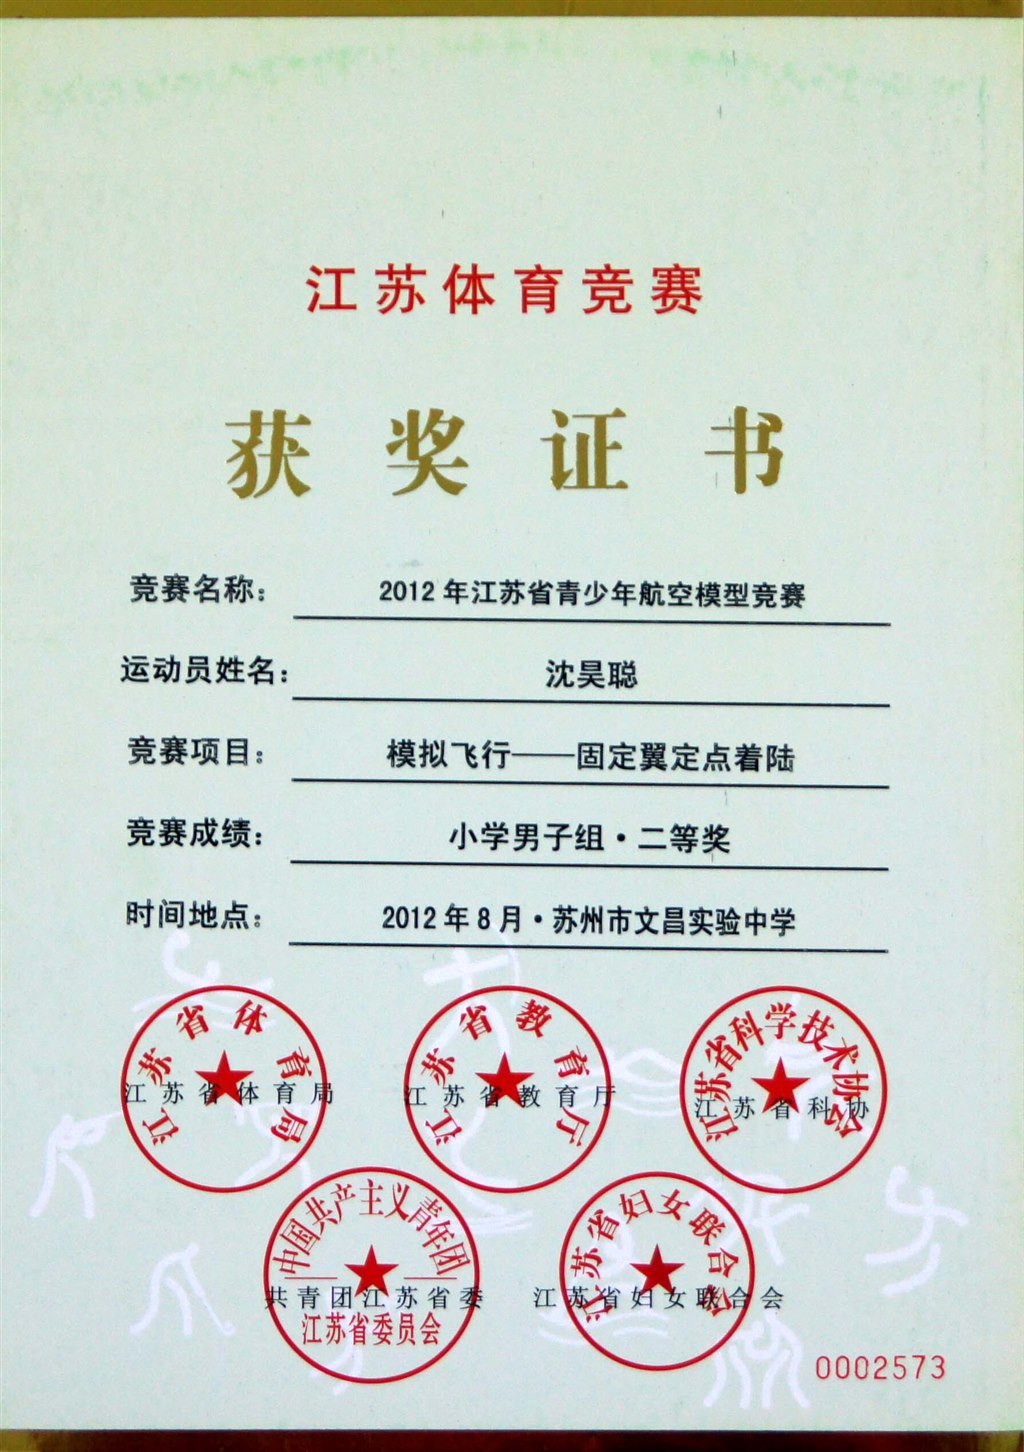 江苏体育竞赛
获奖证书
竞赛名称：2012年江苏省青少年航空模型竞赛
运动员姓名：沈昊聪
竞赛项目：模拟飞行——固定翼定点着陆
竞赛成绩：小学男子组·二等奖
时间地点：2012年8月·苏州市文昌实验中学
江苏省体育局
江苏省体育局
江苏省教育厅
江苏省教育厅
江苏省科学技术协会
江苏省科协
中国共产主义青年团
共青团江苏省委
江苏省委员会
江苏省妇女联合会
江苏省妇女联合会
0002573